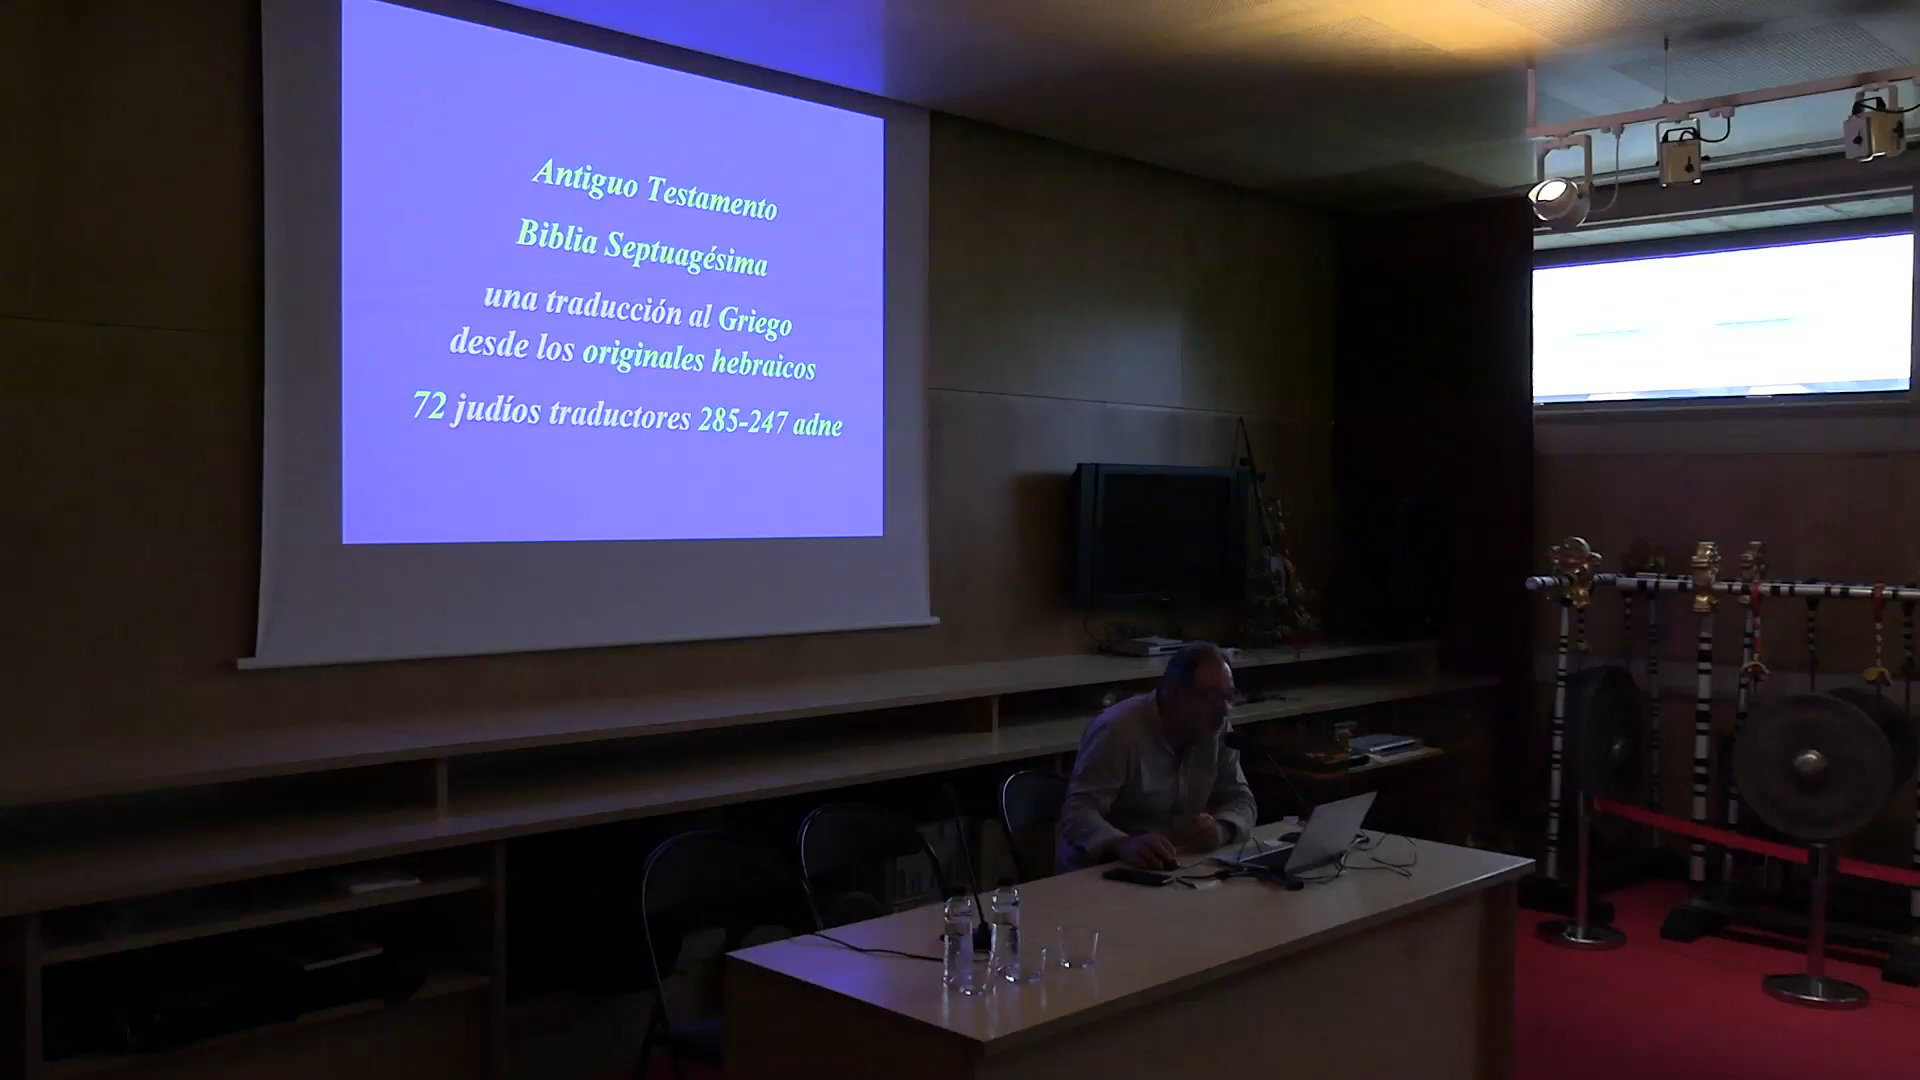 Antiguo Testamento
Biblia Septuagésima
una traducción al Griego
desde los originales hebraicos
72 judíos traductores 285-247 adne